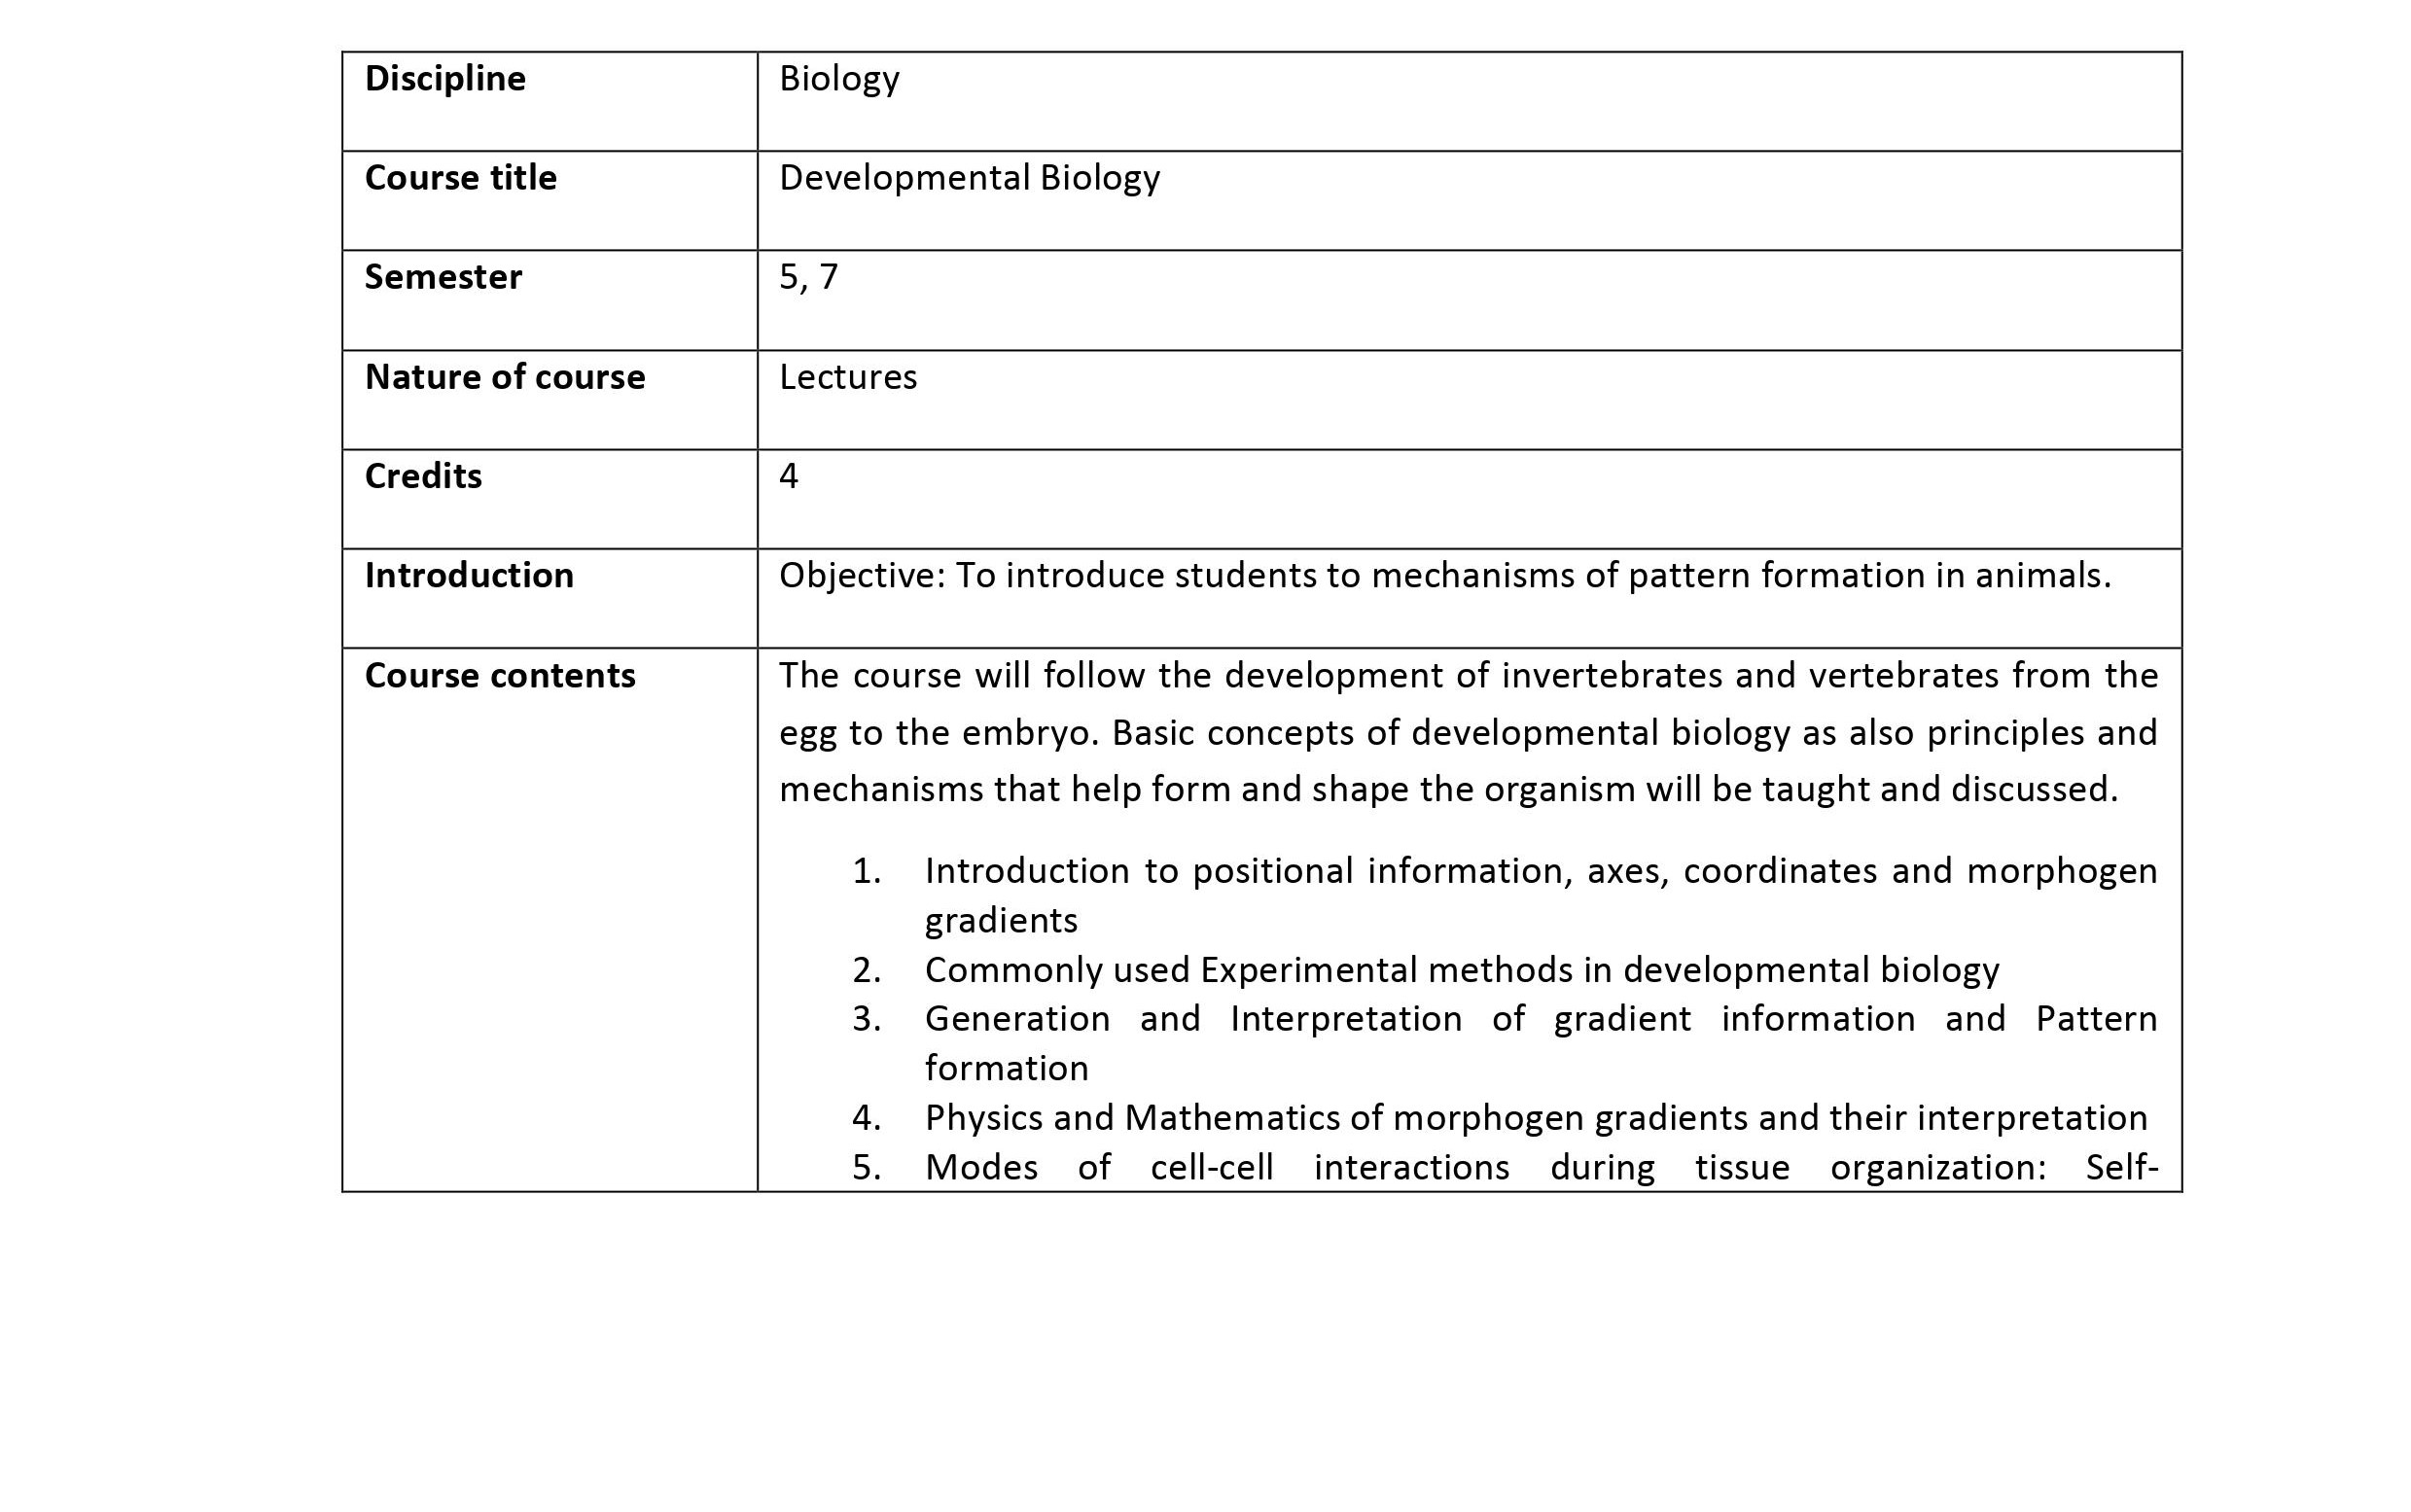 Discipline Biology
Course title Developmental Biology
Semester 5, 7
Nature of course Lectures
Credits 4
Introduction Objective: To introduce students to mechanisms of pattern formation in animals.
Course contents The course will follow the development of invertebrates and vertebrates from the
egg to the embryo. Basic concepts of developmental biology as also principles and
mechanisms that help form and shape the organism will be taught and discussed.
1. Introduction to positional information, axes, coordinates and morphogen
gradients
2. Commonly used Experimental methods in developmental biology
3. Generation and Interpretation of gradient information and Pattern
formation
4. Physics and Mathematics of morphogen gradients and their interpretation
5. Modes of cell-cell interactions during tissue organization: Self-